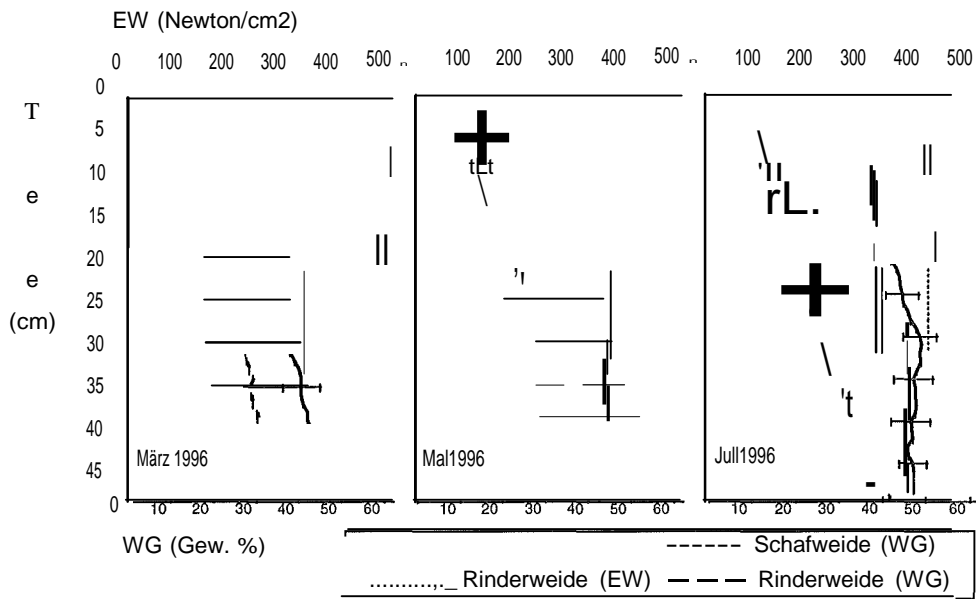 EW (Newton/cm2)
0 100 200 300 400 500 100 200 300 400 500 100 200 300 400 500
T
e
e
(cm)
0
5
10
15
20
25
30
35
40
45
0
März 1996
Mal1996
Jull1996
10 20 30 40 50 60 10 20 30 40 50 60 10 20 30 40 50 60
WG (Gew. %)
Schafweide (WG)
Rinderweide (EW) Rinderweide (WG)